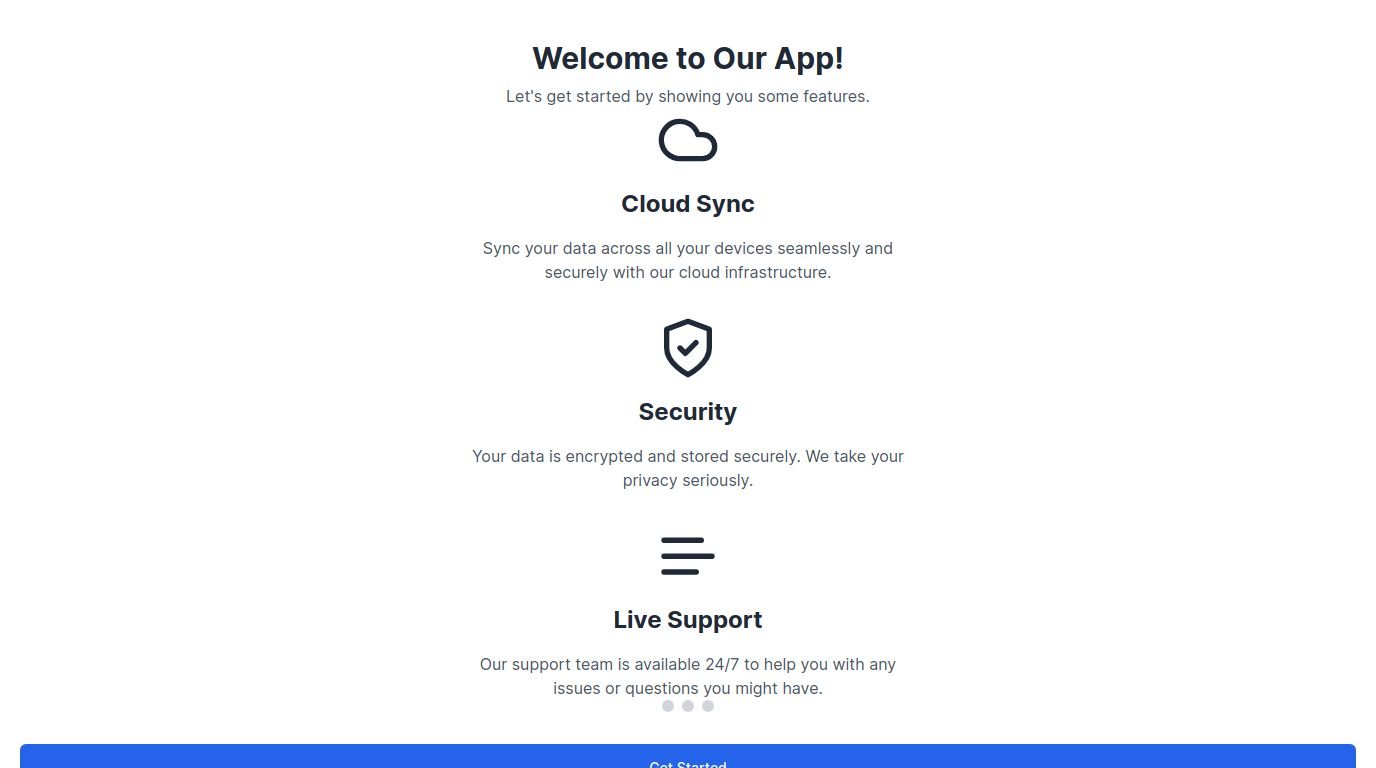 Welcome to Our App!
Let's get started by showing you some features.
Cloud Sync
Sync your data across all your devices seamlessly and
securely with our cloud infrastructure.
Security
Your data is encrypted and stored securely. We take your
privacy seriously.
Live Support
Our support team is available 24/7 to help you with any
issues or questions you might have.
Get Started